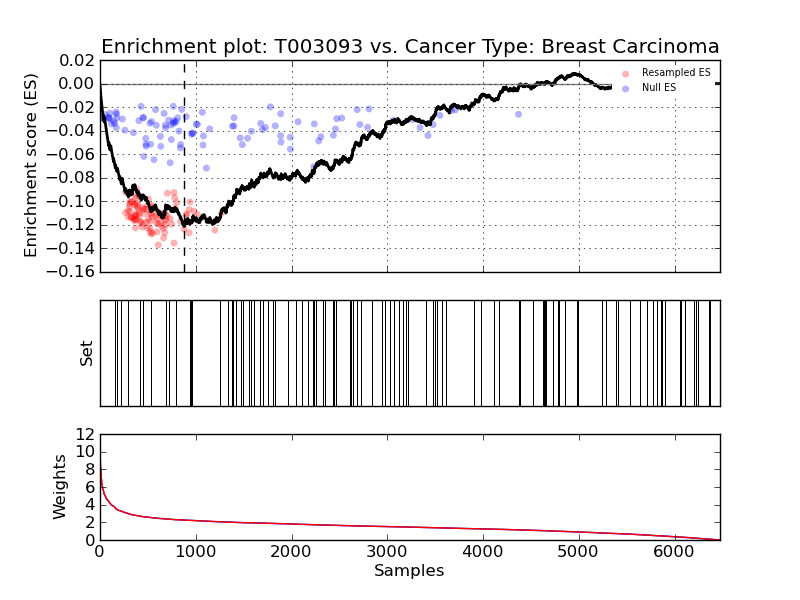 Enrichment plot: T003093 vs. Cancer Type: Breast Carcinoma
0.02
0.00
−0.02
−0.04
−0.06
−0.08
−0.10
−0.12
−0.14
−0.16
Enrichment score (ES)
Resampled ES
Null ES
Set
12
10
8
6
4
2
0
Weights
0 1000 2000 3000 4000 5000 6000
Samples